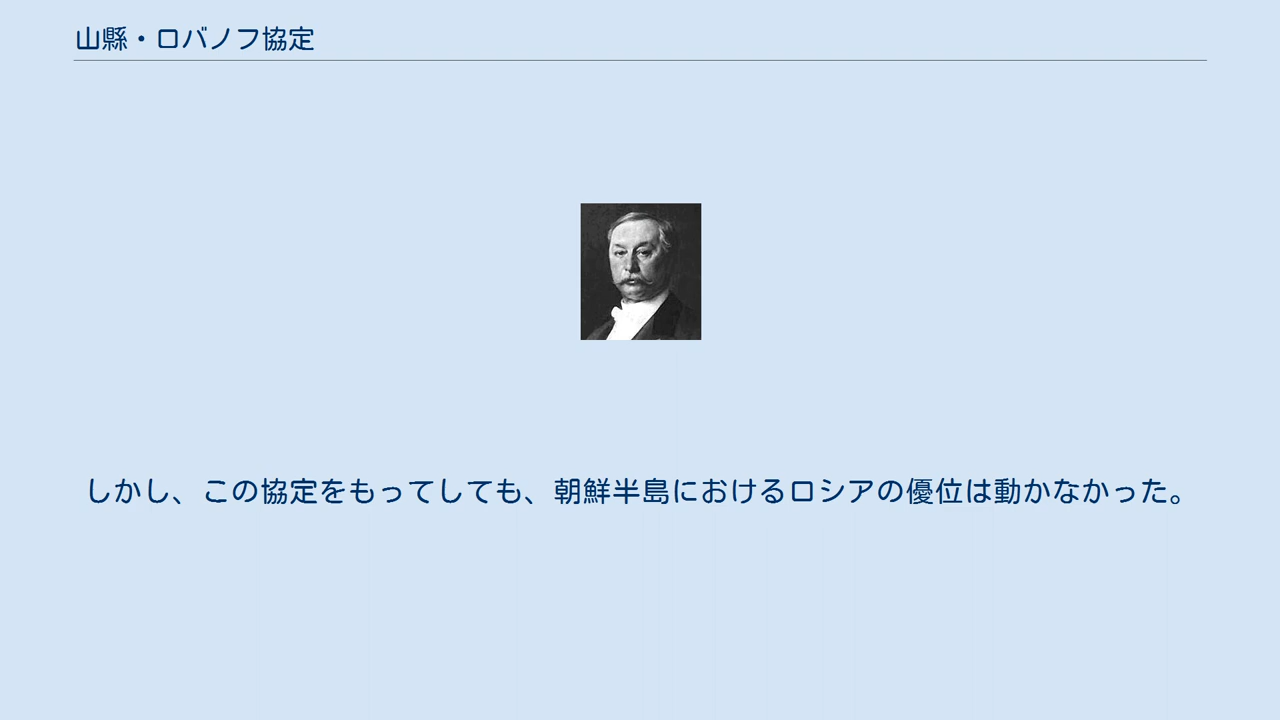 山縣・ロバノフ協定
しかし、この協定をもってしても、朝鮮半島におけるロシアの優位は動かなかった。